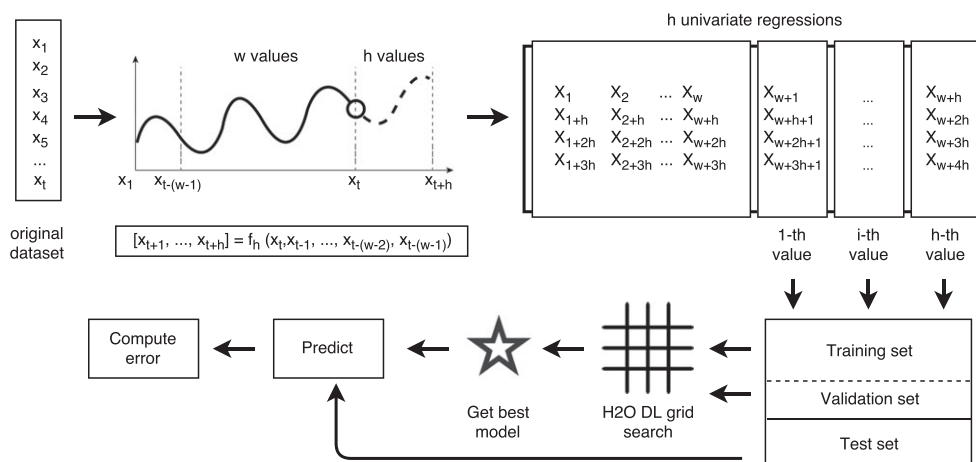 h univariate regressions
x1
x2
x3
x4
x5
...
xt
original
dataset
w values
h values
x1
xt-(w-1)
xt
xt+h
[xt+1, ..., xt+h] = fh (xt,xt-1, ..., xt-(w-2), xt-(w-1))
X1 X2 ... Xw
X1+h X2+h ... Xw+h
X1+2h X2+2h ... Xw+2h
X1+3h X2+3h ... Xw+3h
Xw+1
Xw+h+1
Xw+2h+1
Xw+3h+1
...
...
Xw+h
Xw+2h
Xw+3h
Xw+4h
1-th
value
i-th
value
h-th
value
Training set
Validation set
Test set
H2O DL grid
search
Get best
model
Predict
Compute
error